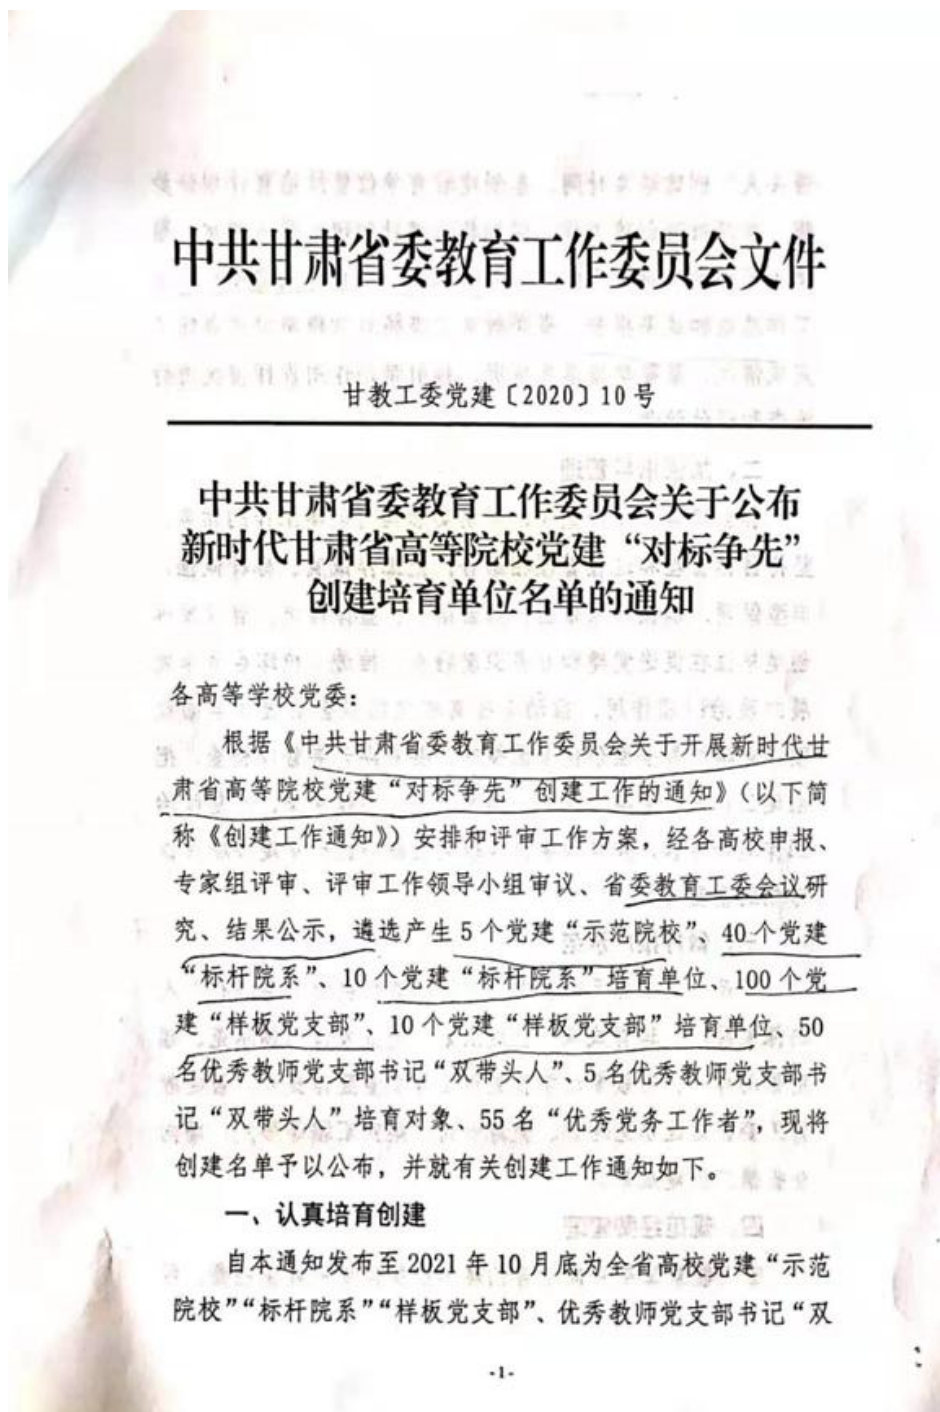 中共甘肃省委教育工作委员会文件
甘教工委党建〔2020〕10号
中共甘肃省委教育工作委员会关于公布
新时代甘肃省高等院校党建“对标争先”
创建培育单位名单的通知
各高等学校党委：
根据《中共甘肃省委教育工作委员会关于开展新时代甘
肃省高等院校党建“对标争先”创建工作的通知》（以下简
称《创建工作通知》）安排和评审工作方案，经各高校申报、
专家组评审、评审工作领导小组审议、省委教育工委会议研
究、结果公示，遴选产生5个党建“示范院校”、40个党建
“标杆院系”、10个党建“标杆院系”培育单位、100个党
建“样板党支部”、10个党建“样板党支部”培育单位、50
名优秀教师党支部书记“双带头人”、5名优秀教师党支部书
记“双带头人”培育对象、55名“优秀党务工作者”，现将
创建名单予以公布，并就有关创建工作通知如下。
一、认真培育创建
自本通知发布至2021年10月底为全省高校党建“示范
院校”“标杆院系”“样板党支部”、优秀教师党支部书记“双
-1-